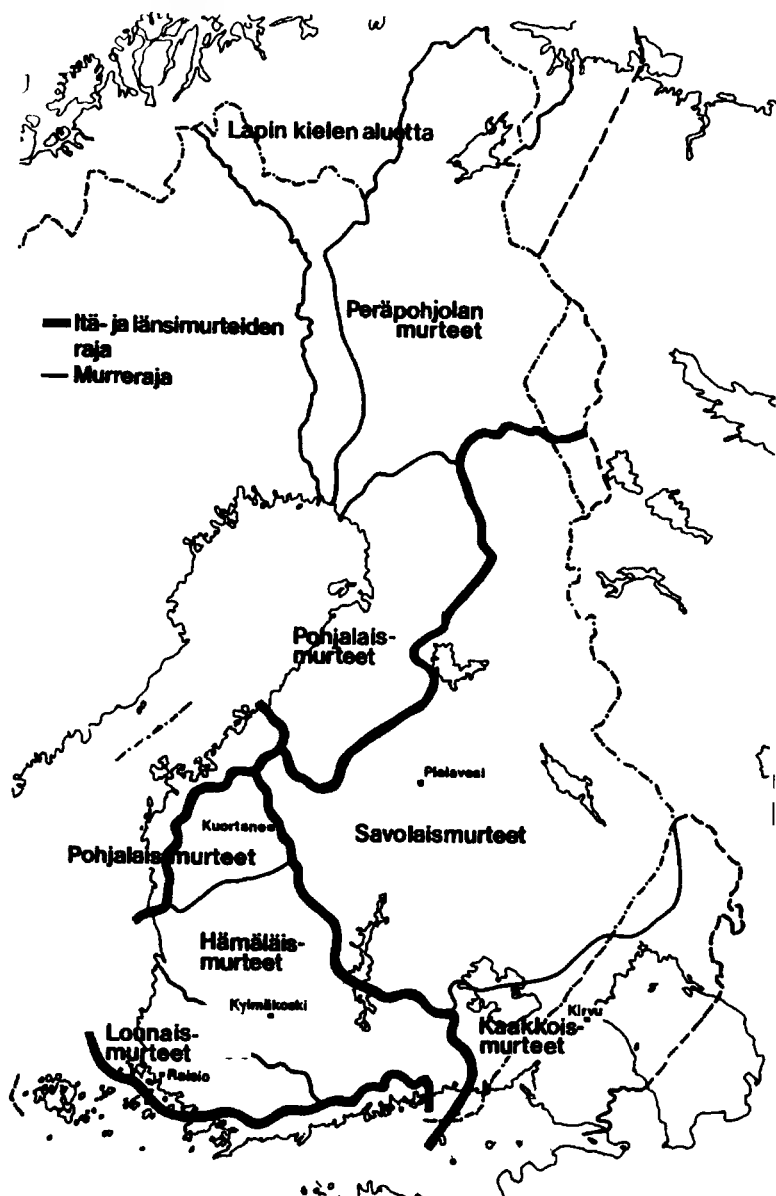 Lapin kielen aluetta
Peräpohjolan
murteet
Itä- ja länsimurteiden
raja
Murreraja
Pohjalais-
murteet
Pielavesi
Kuortane
Savolaismurteet
Pohjalaismurteet
Hämäläis-
murteet
Kylmäkoski
Kirvu
Kaakkois-
murteet
Lounais-
murteet
Raisio